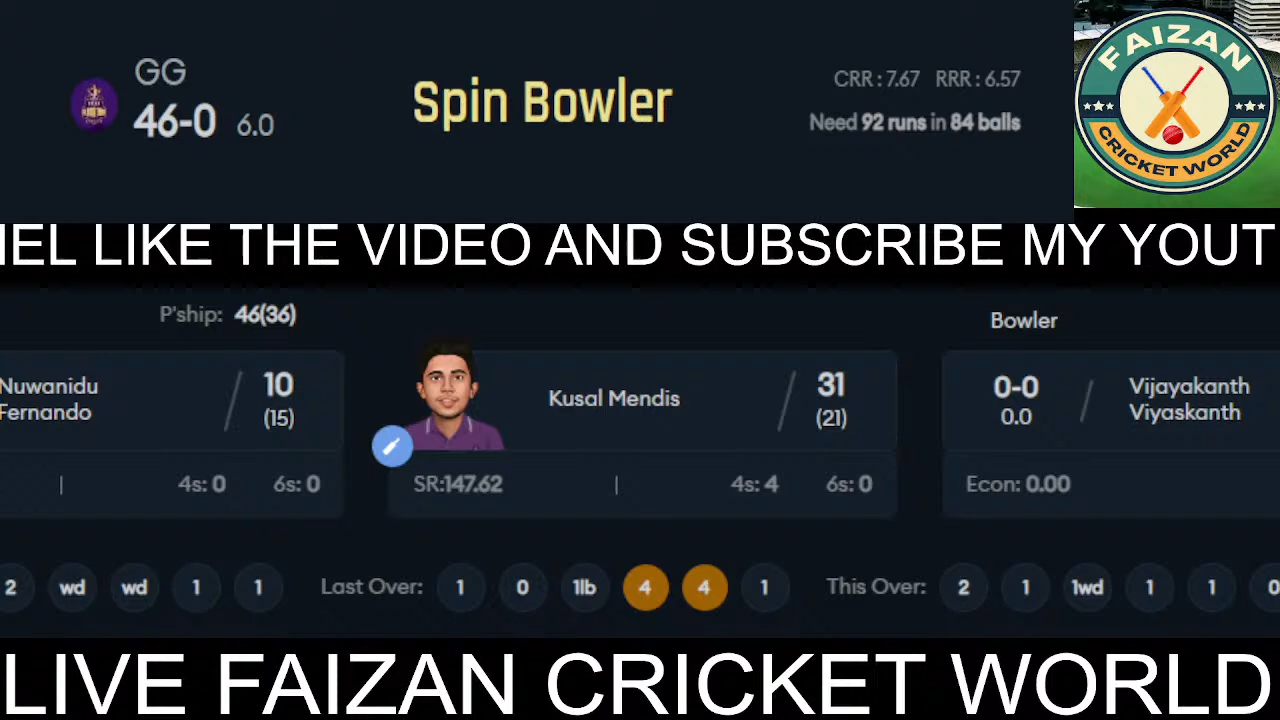 GG
46-0 6.0
Spin Bowler
CRR : 7.67 RRR : 6.57
Need 92 runs in 84 balls
FAIZAN
CRICKET WORLD
NEL LIKE THE VIDEO AND SUBSCRIBE MY YOUT
P'ship: 46(36)
Bowler
Nuwanidu
Fernando
10
(15)
4s: 0 6s: 0
Kusal Mendis
31
(21)
SR:147.62 | 4s: 4 6s: 0
0-0
0.0
Vijayakanth
Viyaskanth
Econ: 0.00
2 wd wd 1 1 Last Over: 1 0 1lb 4 4 1 This Over: 2 1 1wd 1 1 0
LIVE FAIZAN CRICKET WORLD